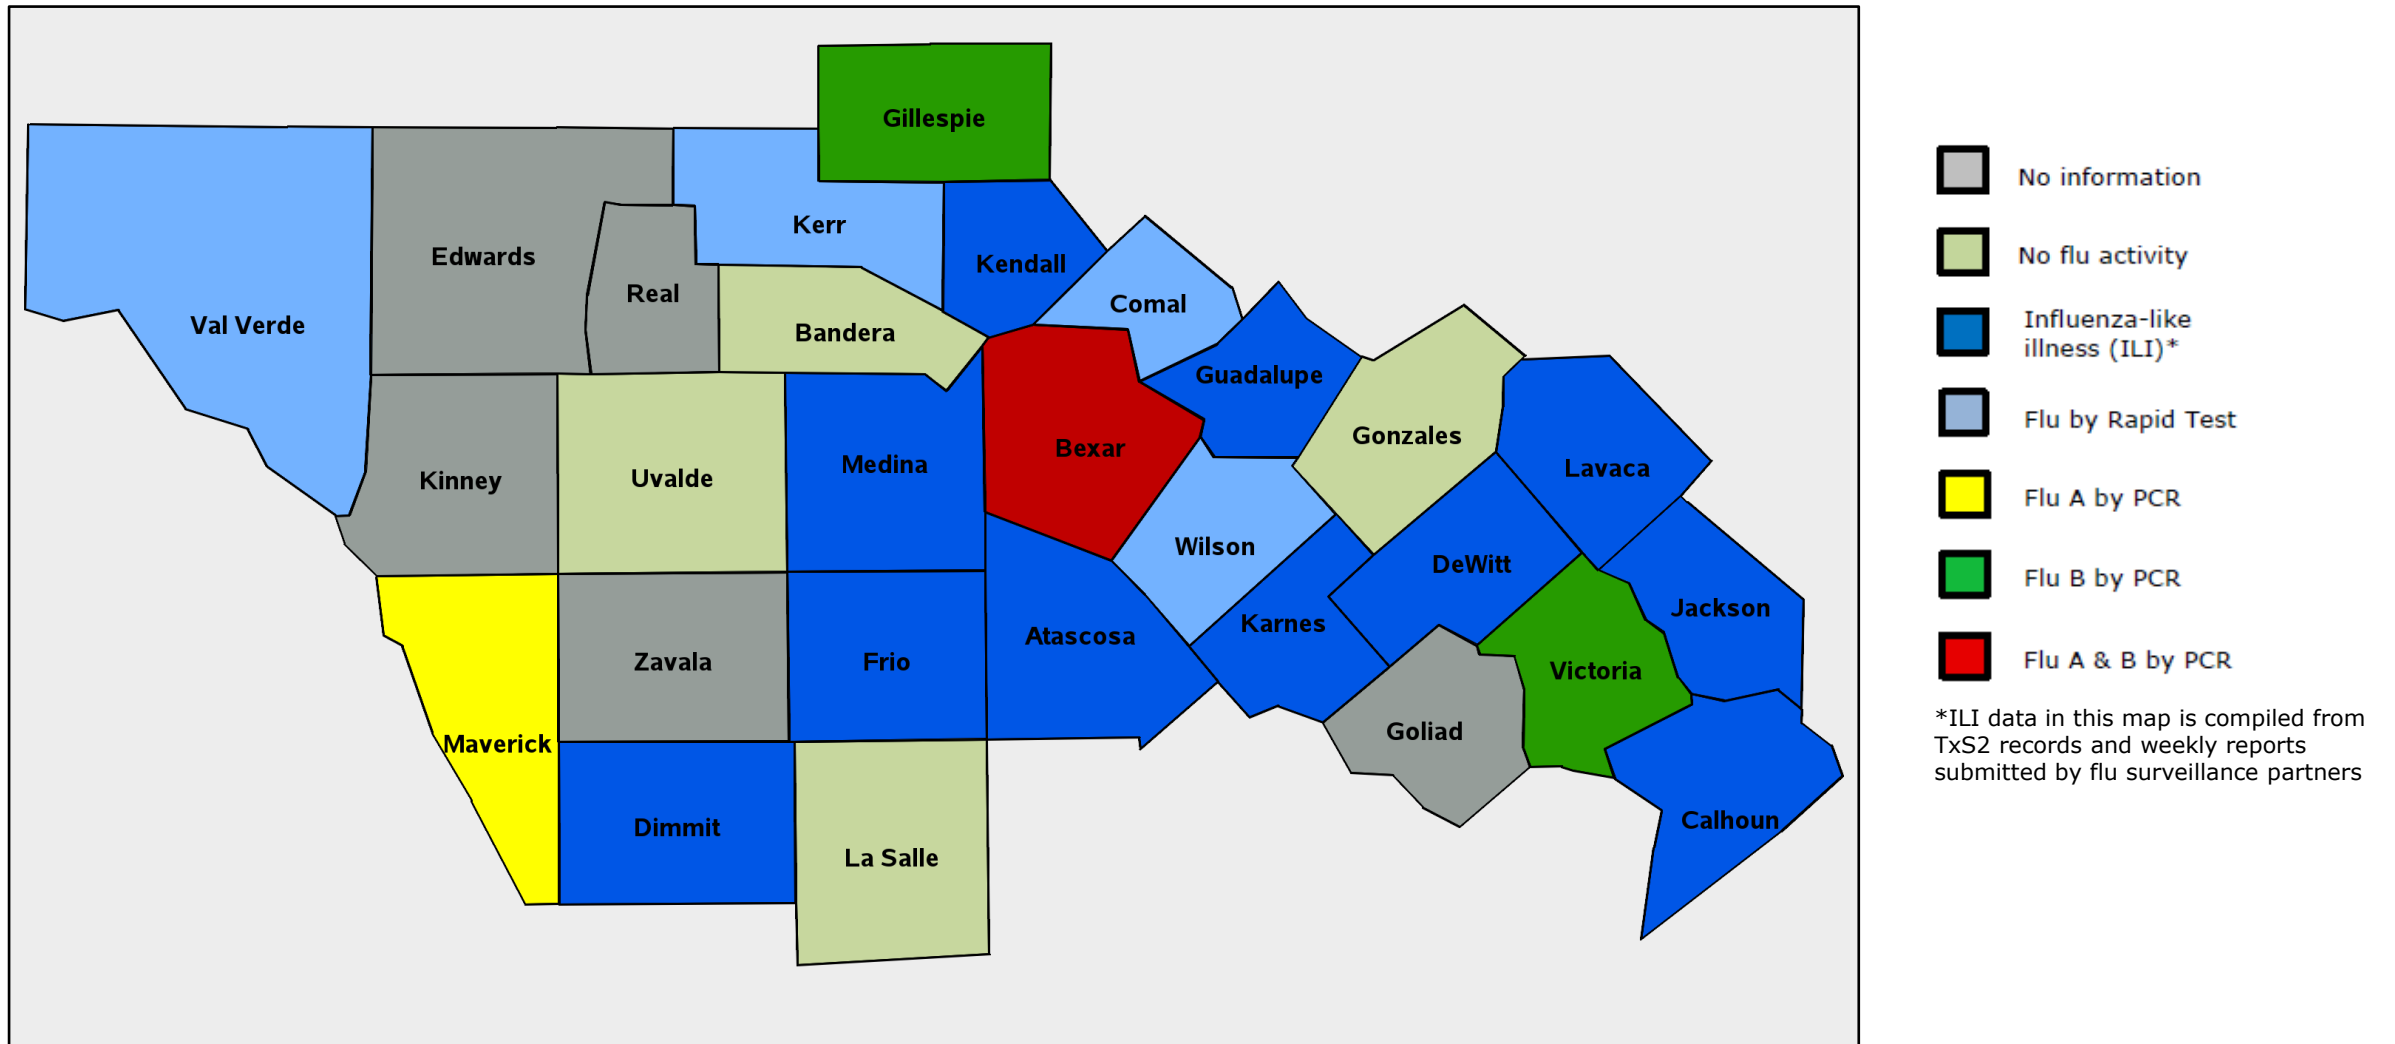 Gillespie
Kerr
Edwards
Kendall
Real
Comal
Val Verde
Bandera
Guadalupe
Gonzales
Bexar
Medina
Lavaca
Uvalde
Kinney
Wilson
DeWitt
Jackson
Karnes
Atascosa
Zavala
Frio
Victoria
Goliad
Maverick
Calhoun
Dimmit
La Salle
No information
No flu activity
Influenza-like
illness (ILI)*
Flu by Rapid Test
Flu A by PCR
Flu B by PCR
Flu A & B by PCR
*ILI data in this map is compiled from
TxS2 records and weekly reports
submitted by flu surveillance partners